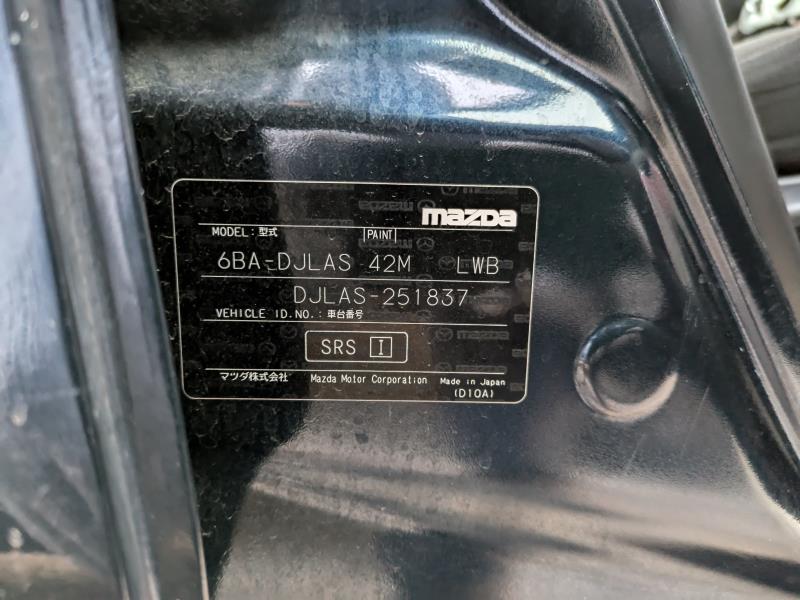 mazda
MODEL:型式 PAINT
6BA-DJLAS 42M LWB
DJLAS-251837
VEHICLE ID.NO.:車台番号
SRS I
マツダ株式会社 Mazda Motor Corporation Made in Japan
(D10A)